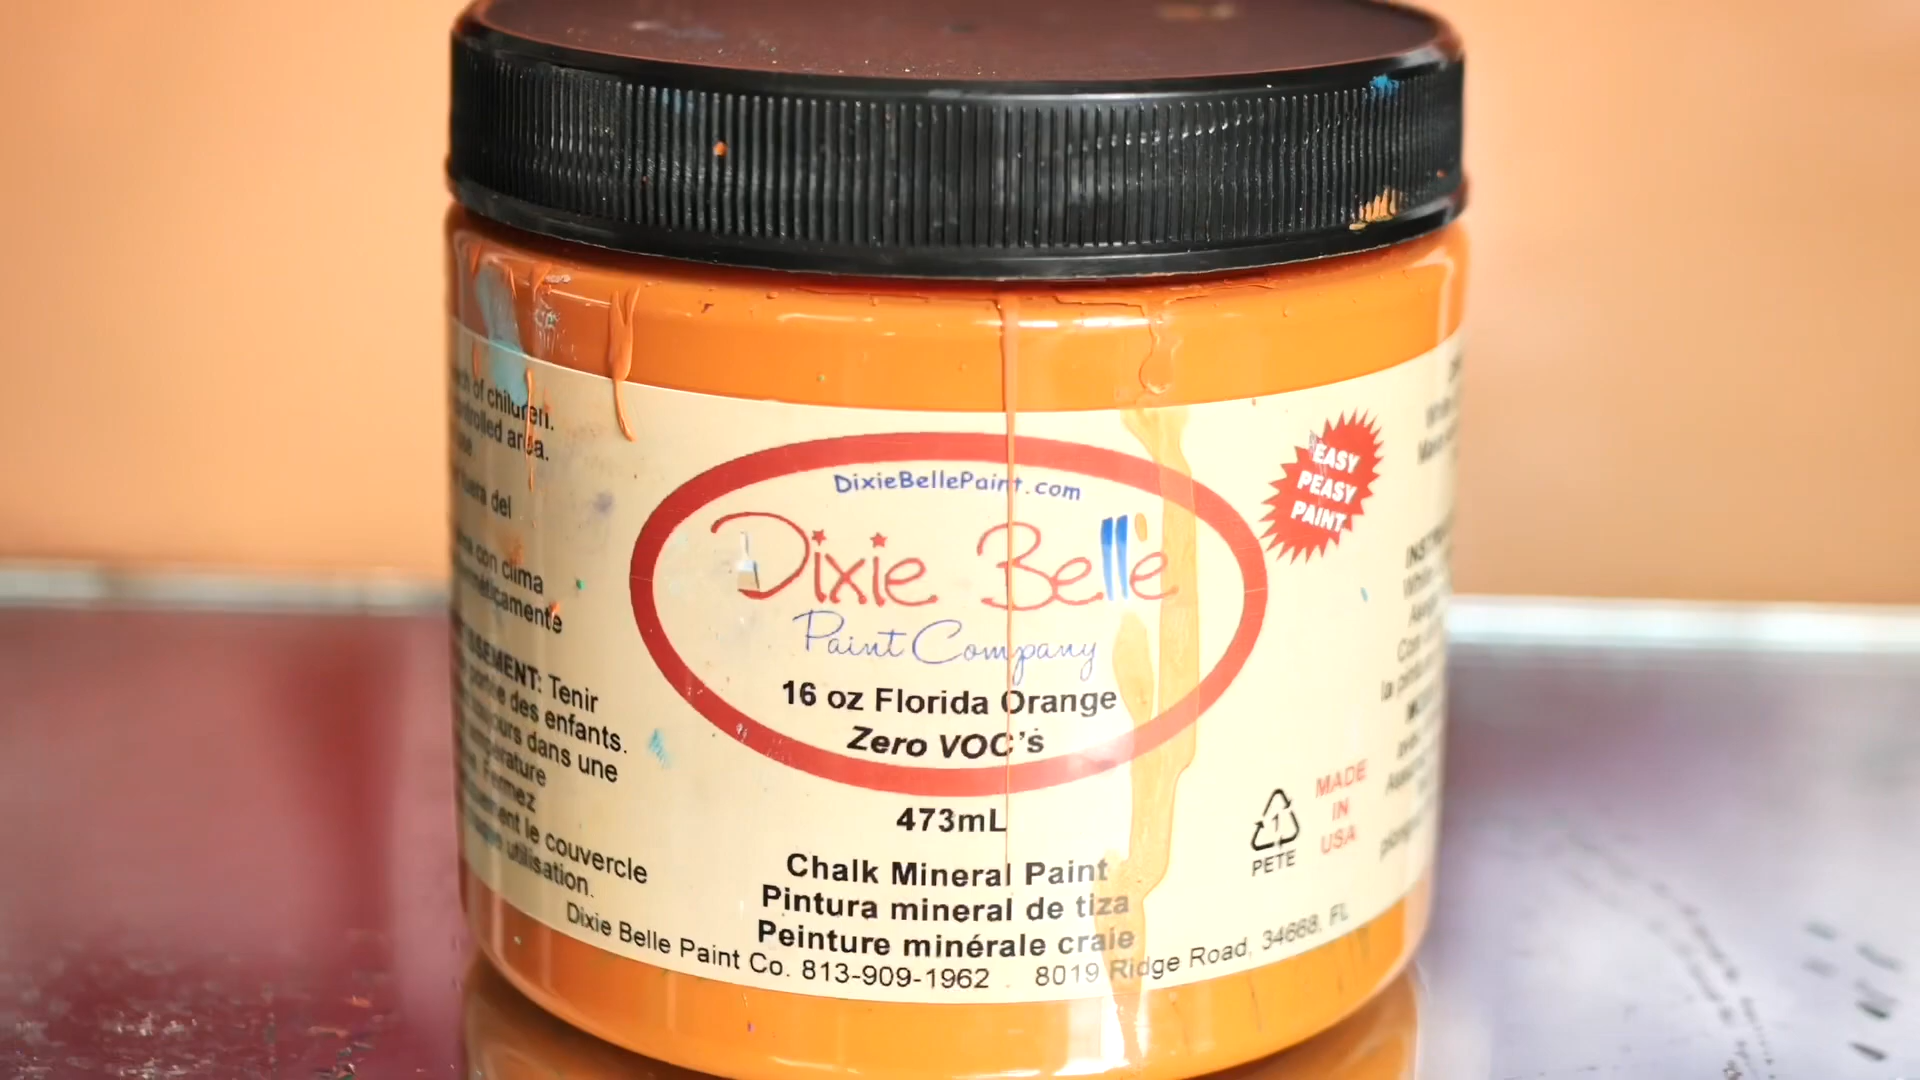 of children.
area.
del
con clima
Tenir
des enfants.
dans une
Fermez
le couvercle
utilisation.
DixieBellePaint.com
Dixie Belle
Paint Company
16 oz Florida Orange
Zero VOC's
473mL
Chalk Mineral Paint
Pintura mineral de tiza
Peinture minérale craie
Dixie Belle Paint Co. 813-909-1962 8019 Ridge Road, 34668, FL
EASY
PEASY
PAINT
1
PETE
MADE
IN
USA